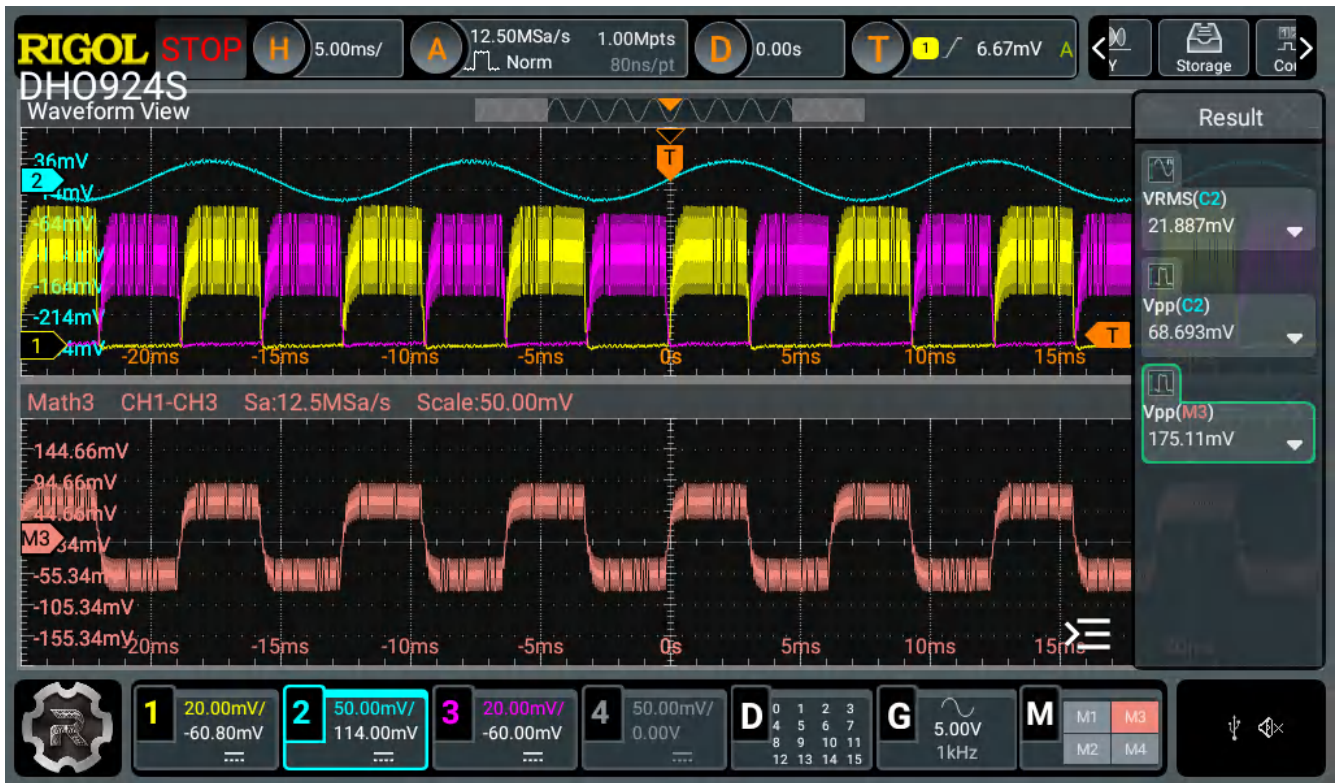 RIGOL STOP H 5.00ms/ A 12.50MSa/s 1.00Mpts D 0.00s T 1 6.67mV A
Norm 80ns/pt Y Storage Cou
DHO924S
Waveform View
Result
36mV
2
-64mV
-164mV
-214mV
1
T
T
-20ms -15ms -10ms -5ms 0s 5ms 10ms 15ms
VRMS(C2)
21.887mV
Vpp(C2)
68.693mV
Vpp(M3)
175.11mV
Math3 CH1-CH3 Sa:12.5MSa/s Scale:50.00mV
144.66mV
94.66mV
44.66mV
M3
-55.34m
-105.34mV
-155.34mV
-20ms -15ms -10ms -5ms 0s 5ms 10ms 15ms
1 20.00mV/ 2 50.00mV/ 3 20.00mV/ 4 50.00mV/ D 0 1 2 3 G 5.00V M M1 M3
-60.80mV 114.00mV -60.00mV 0.00V 4 5 6 7 1kHz M2 M4
8 9 10 11
12 13 14 15